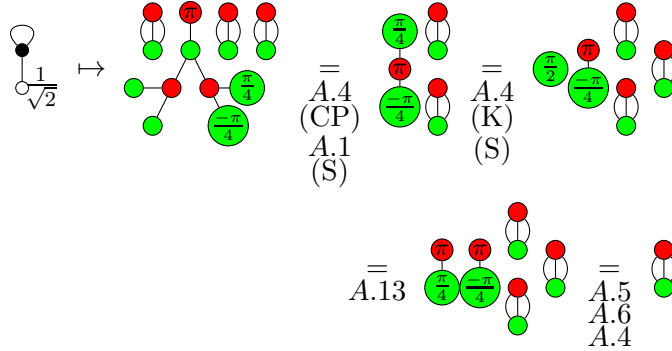 1/√2
↦
π
π/4
-π/4
=
A.4
(CP)
A.1
(S)
π/4
π
-π/4
=
A.4
(K)
(S)
π/2
π
-π/4
=
A.13
π π
π/4 -π/4
=
A.5
A.6
A.4